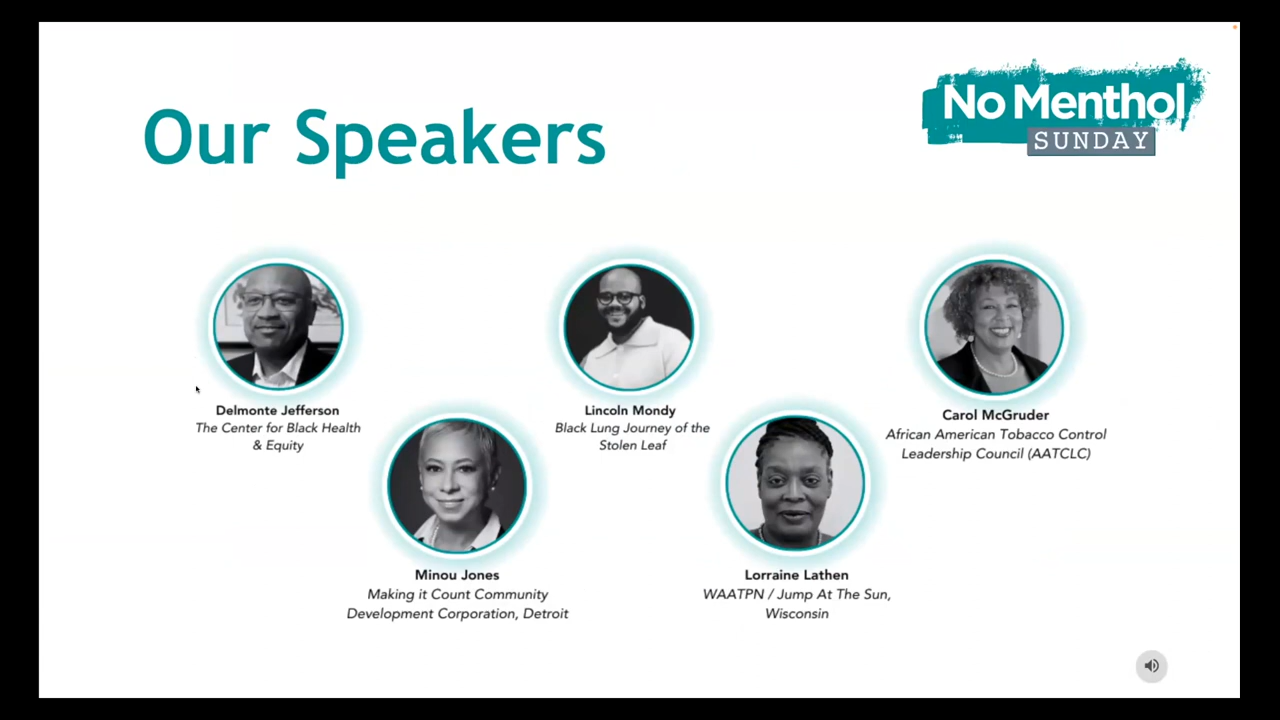 No Menthol
SUNDAY
Our Speakers
Delmonte Jefferson
The Center for Black Health
& Equity
Lincoln Mondy
Black Lung Journey of the
Stolen Leaf
Carol McGruder
African American Tobacco Control
Leadership Council (AATCLC)
Minou Jones
Making it Count Community
Development Corporation, Detroit
Lorraine Lathen
WAATPN / Jump At The Sun,
Wisconsin